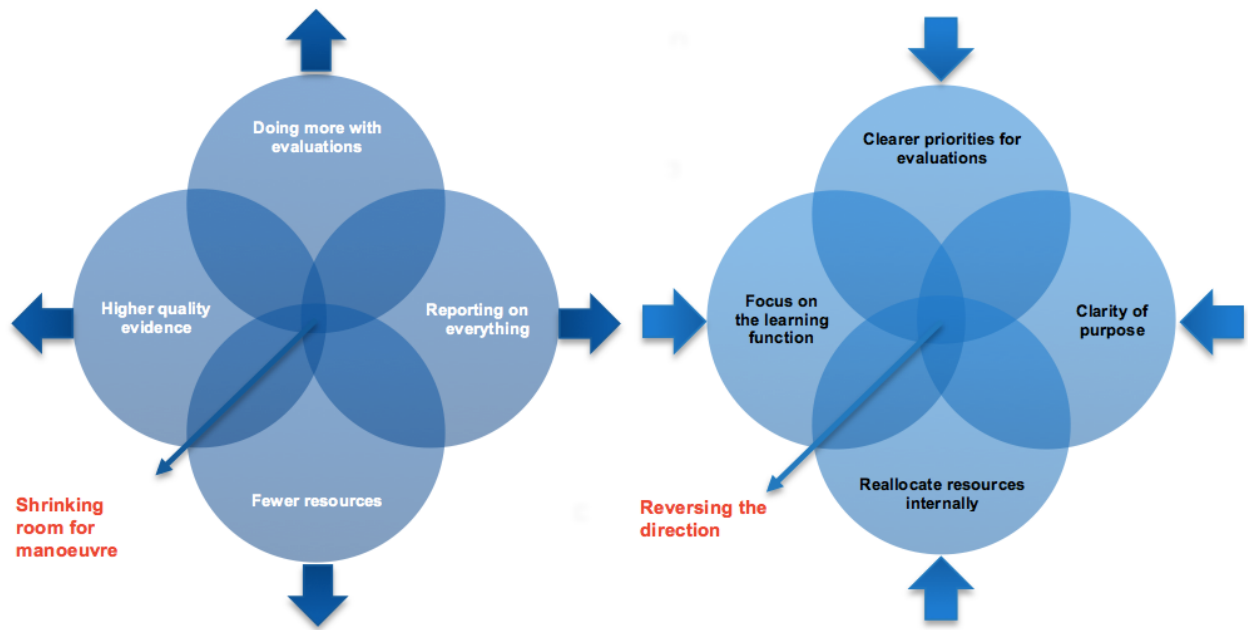 Doing more with
evaluations
Higher quality
evidence
Reporting on
everything
Fewer resources
Shrinking
room for
manoeuvre
Clearer priorities for
evaluations
Focus on
the learning
function
Clarity of
purpose
Reallocate resources
internally
Reversing the
direction